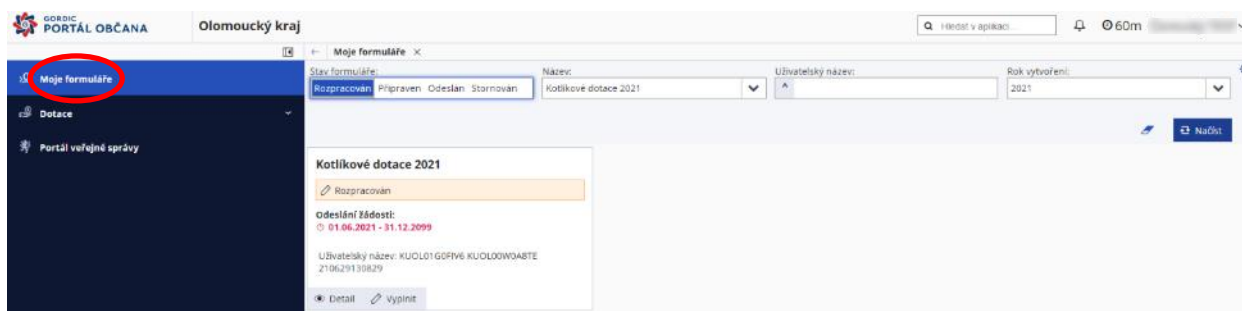 GORDIC
PORTÁL OBČANA
Olomoucký kraj
Hledat v aplikaci...
60m
← Moje formuláře ×
Moje formuláře
Dotace
Portál veřejné správy
Stav formuláře:
Rozpracován Připraven Odeslán Stornován
Název:
Kotlíkové dotace 2021
Uživatelský název:
^
Rok vytvoření:
2021
Načíst
Kotlíkové dotace 2021
Rozpracován
Odeslání žádosti:
01.06.2021 - 31.12.2099
Uživatelský název: KUOL01G0FIV6 KUOL00W0A8TE
210629130829
Detail Vyplnit